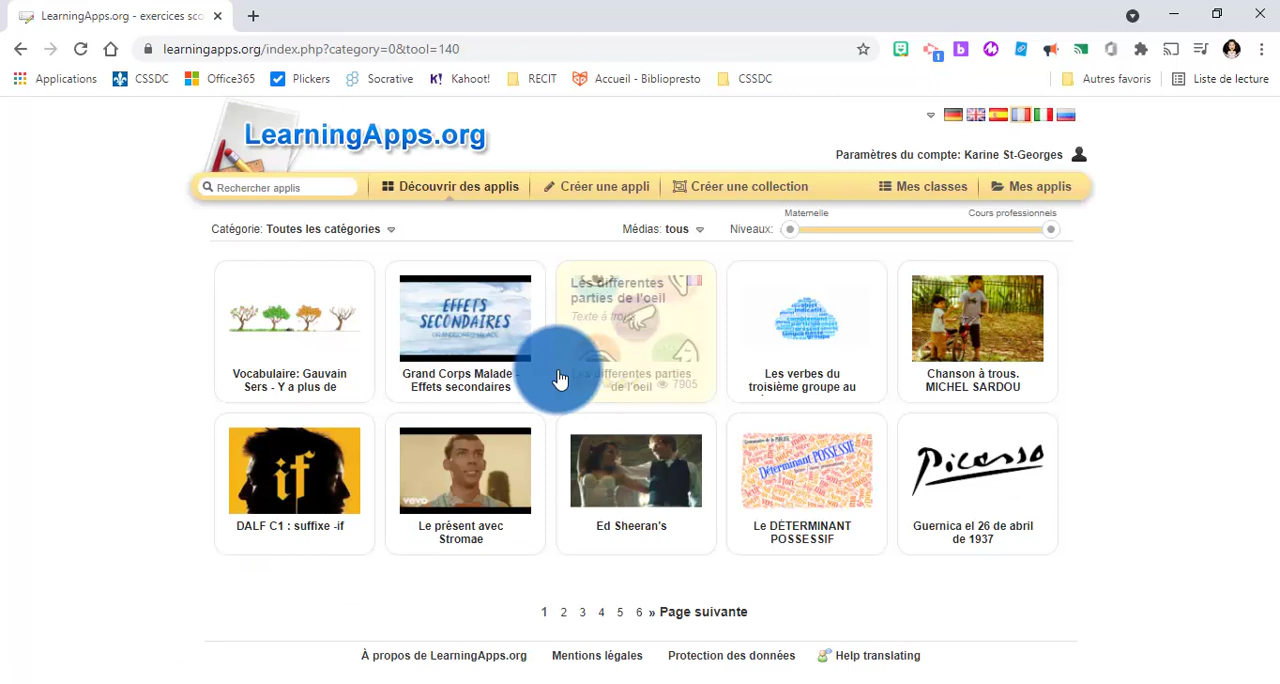 LearningApps.org - exercices sco
learningapps.org/index.php?category=0&tool=140
1
Applications CSSDC Office365 Plickers Socrative K! Kahoot! RECIT Accueil - Bibliopresto CSSDC Autres favoris Liste de lecture
LearningApps.org
Paramètres du compte: Karine St-Georges
Rechercher applis Découvrir des applis Créer une appli Créer une collection Mes classes Mes applis
Maternelle Cours professionnels
Catégorie: Toutes les catégories Médias: tous Niveaux:
Vocabulaire: Gauvain
Sers - Y a plus de
EFFETS
SECONDAIRES
GRAND CORPS MALADE
Grand Corps Malade -
Effets secondaires
Les differentes
parties de l'oeil
Texte à trous
Les differentes parties
de l'oeil
7905
Les verbes du
troisième groupe au
Chanson à trous.
MICHEL SARDOU
if
DALF C1 : suffixe -if
vevo
Le présent avec
Stromae
Ed Sheeran's
Déterminant POSSESSIF
Le DÉTERMINANT
POSSESSIF
Picasso
Guernica el 26 de abril
de 1937
1 2 3 4 5 6 » Page suivante
À propos de LearningApps.org Mentions légales Protection des données Help translating